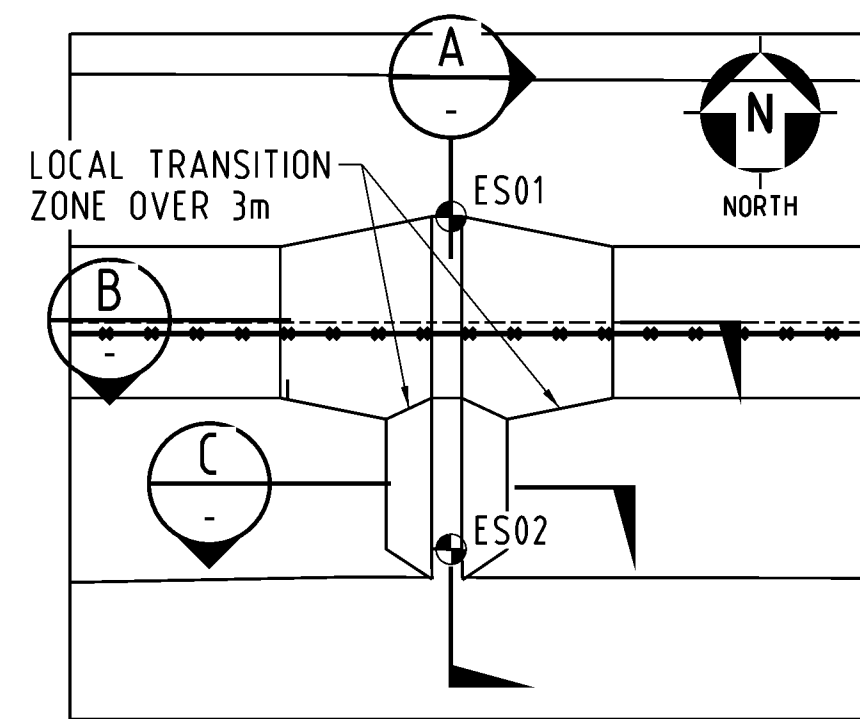 A
-
N
NORTH
LOCAL TRANSITION
ZONE OVER 3m
ES01
B
-
C
-
ES02